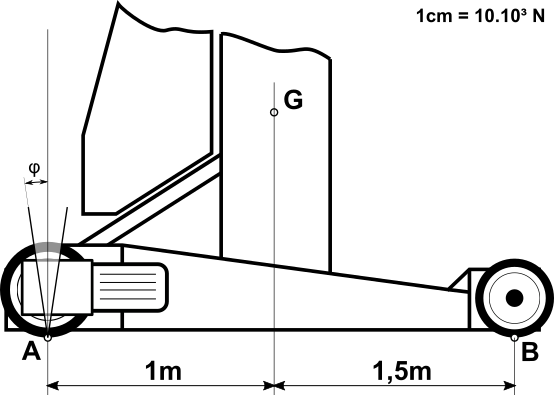 1cm = 10.10³ N
G
φ
A
B
1m
1,5m